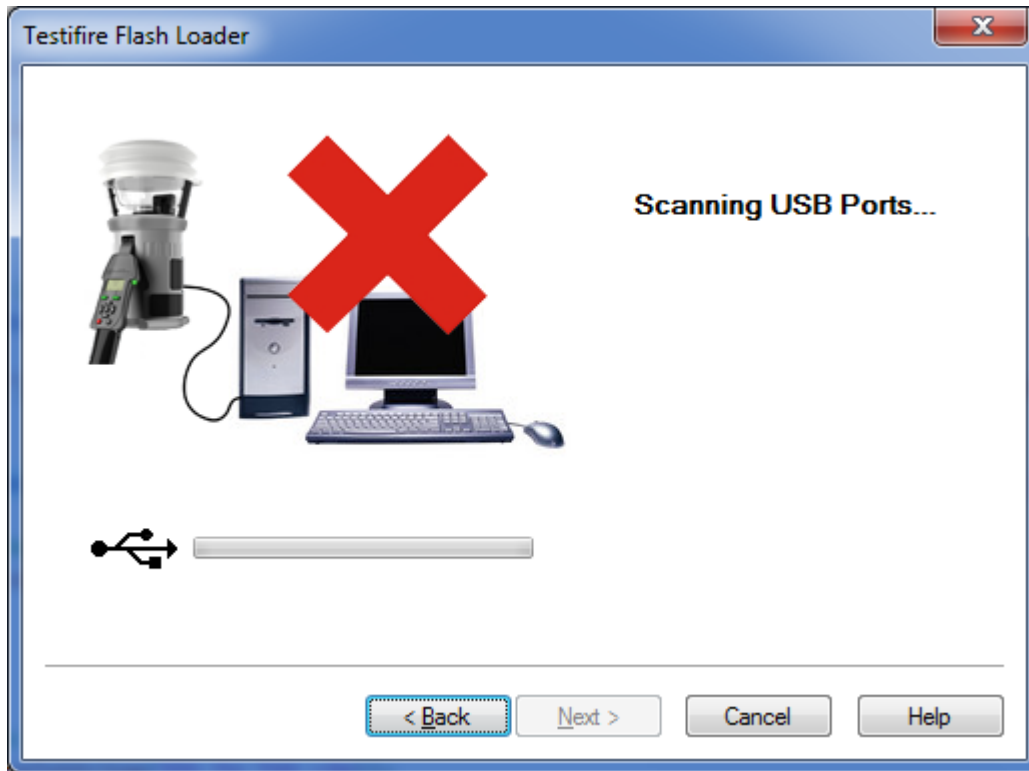 Testifire Flash Loader
Scanning USB Ports...
< Back
Next >
Cancel
Help